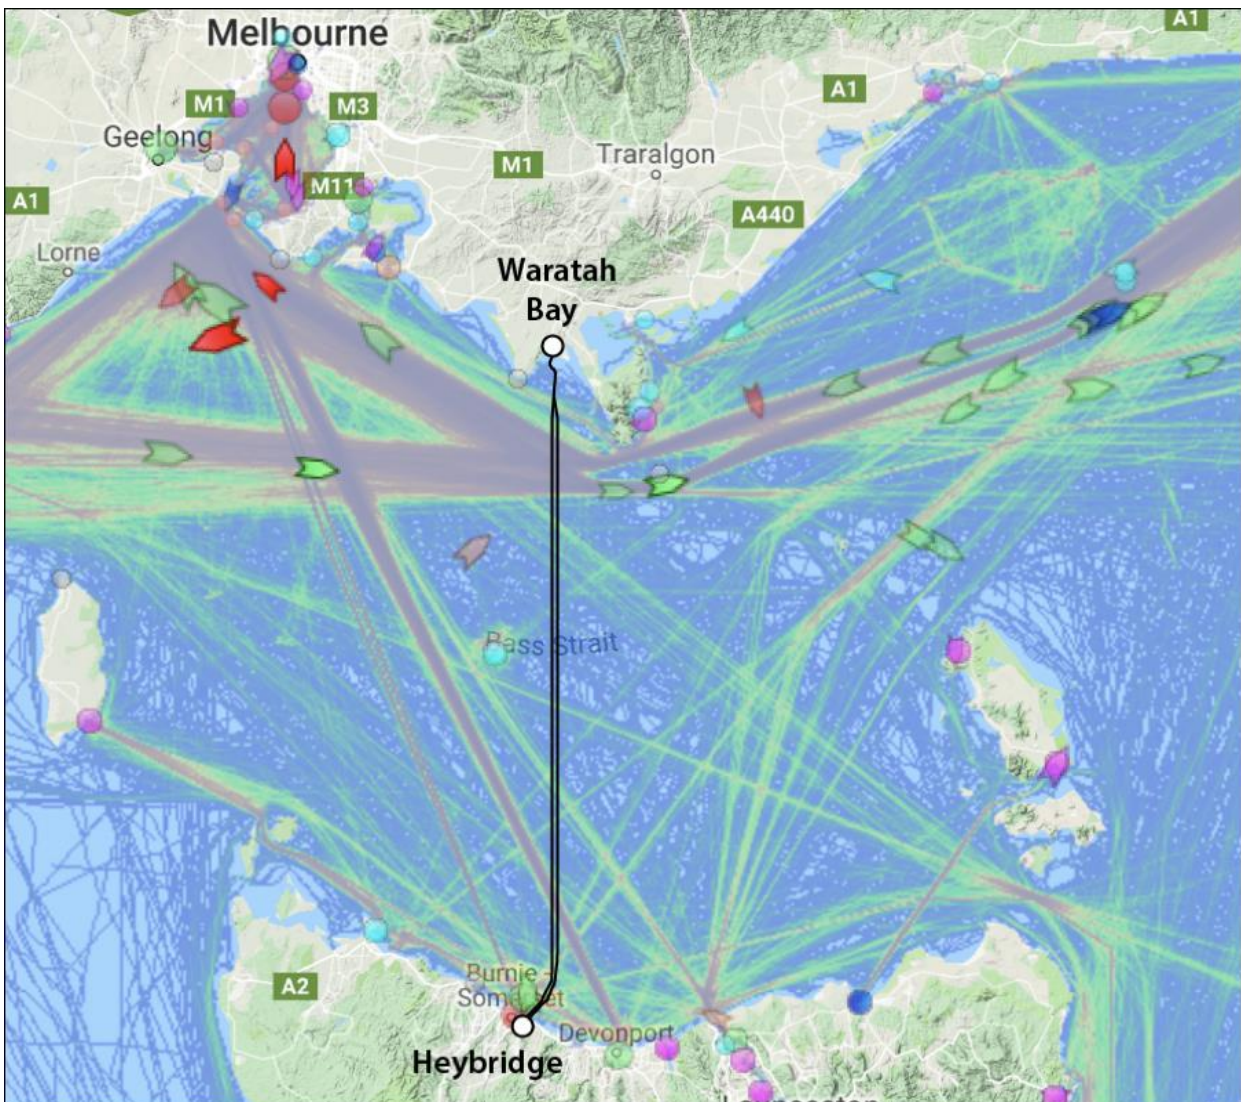 A1
Melbourne
M1
M3
A1
Geelong
M1
Traralgon
M11
A1
A440
Lorne
Waratah
Bay
Bass Strait
Burnie -
Somerset
A2
Devonport
Heybridge
Launceston